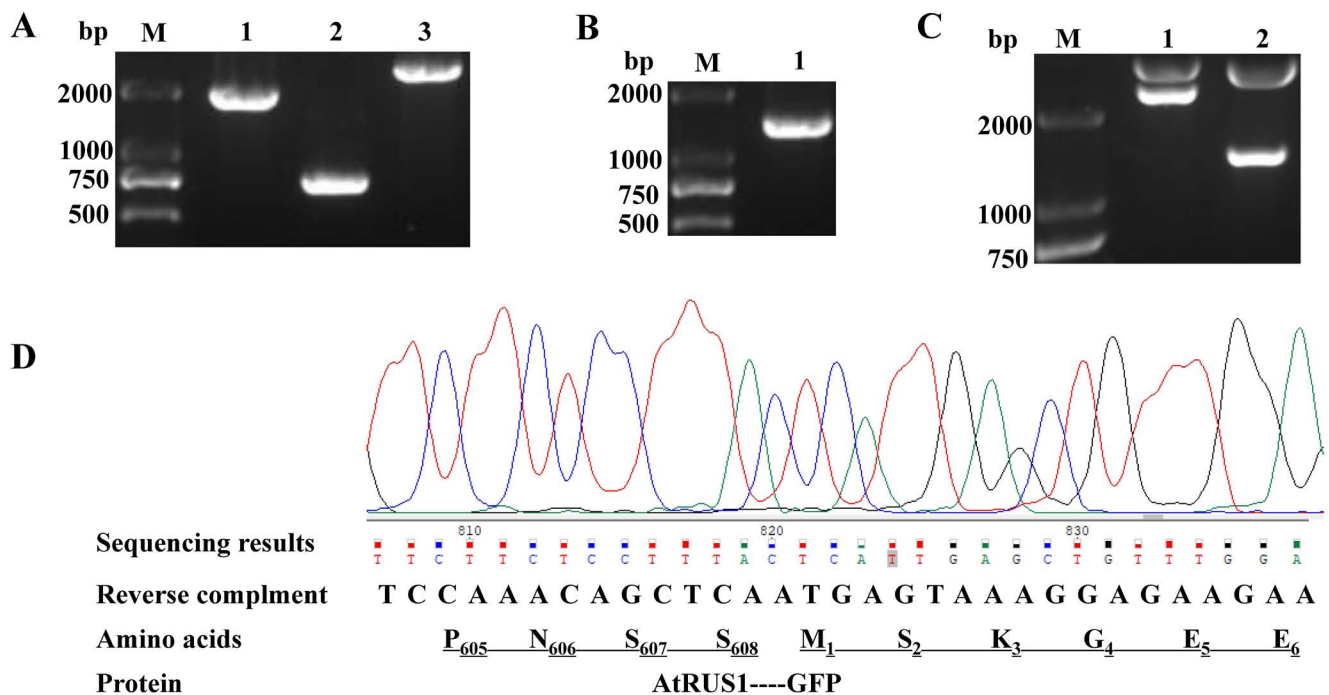 A
bp M 1 2 3
2000
1000
750
500
B
bp M 1
2000
1000
750
500
C
bp M 1 2
2000
1000
750
D
810 820 830
Sequencing results T T C T T C T C C T T T A C T C A T T G A G C T G T T T G G A
Reverse complment T C C A A A C A G C T C A A T G A G T A A A G G A G A A G A A
Amino acids P605 N606 S607 S608 M1 S2 K3 G4 E5 E6
Protein AtRUS1----GFP